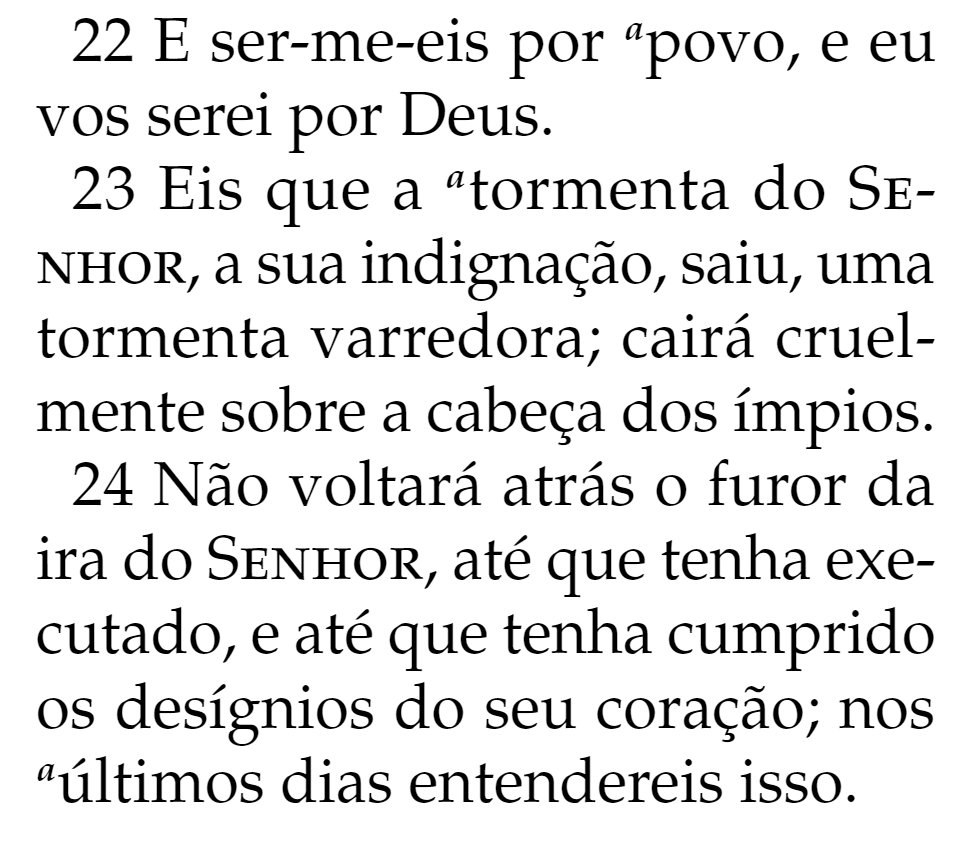 22 E ser-me-eis por ᵃpovo, e eu
vos serei por Deus.
23 Eis que a ᵃtormenta do SE-
NHOR, a sua indignação, saiu, uma
tormenta varredora; cairá cruel-
mente sobre a cabeça dos ímpios.
24 Não voltará atrás o furor da
ira do SENHOR, até que tenha exe-
cutado, e até que tenha cumprido
os desígnios do seu coração; nos
ᵃúltimos dias entendereis isso.